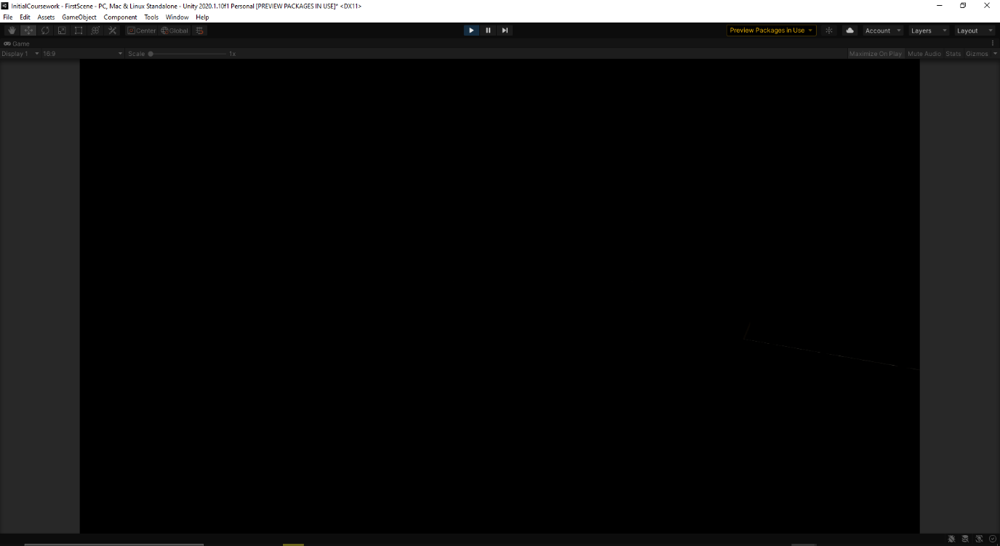 InitialCoursework - FirstScene - PC, Mac & Linux Standalone - Unity 2020.1.10f1 Personal [PREVIEW PACKAGES IN USE]* <DX11>
File Edit Assets GameObject Component Tools Window Help
Center Global Preview Packages in Use Account Layers Layout
Game
Display 1 16:9 Scale 1x Maximize On Play Mute Audio Stats Gizmos